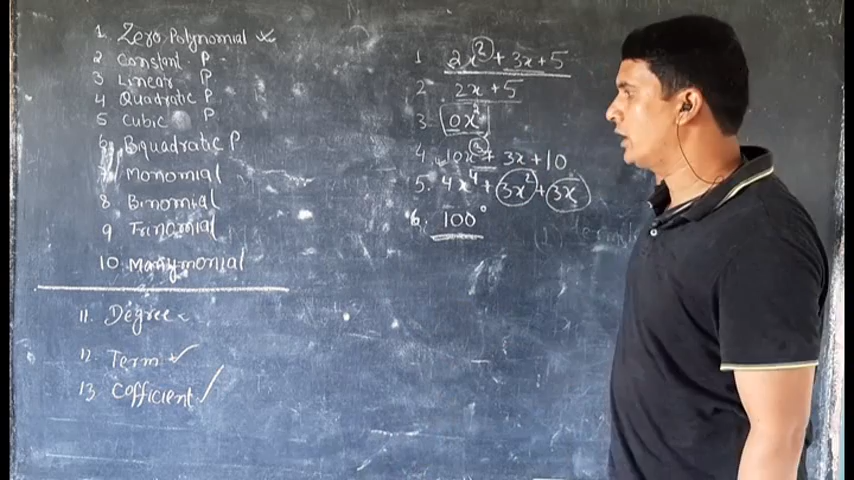 1. Zero Polynomial
2 Constant P
3 Linear P
4 Quadratic P
5 Cubic P
6. Bquadratic P
7 Monomial
8 Binomial
9 Trinomial
10 Manymonial
11. Degree
12. Term ✓
13 Cofficient ✓
1 2x² + 3x + 5
2. 2x + 5
3. 0x²
4. 10x² + 3x + 10
5. 4x⁴ + 3x² + 3x
6. 100°